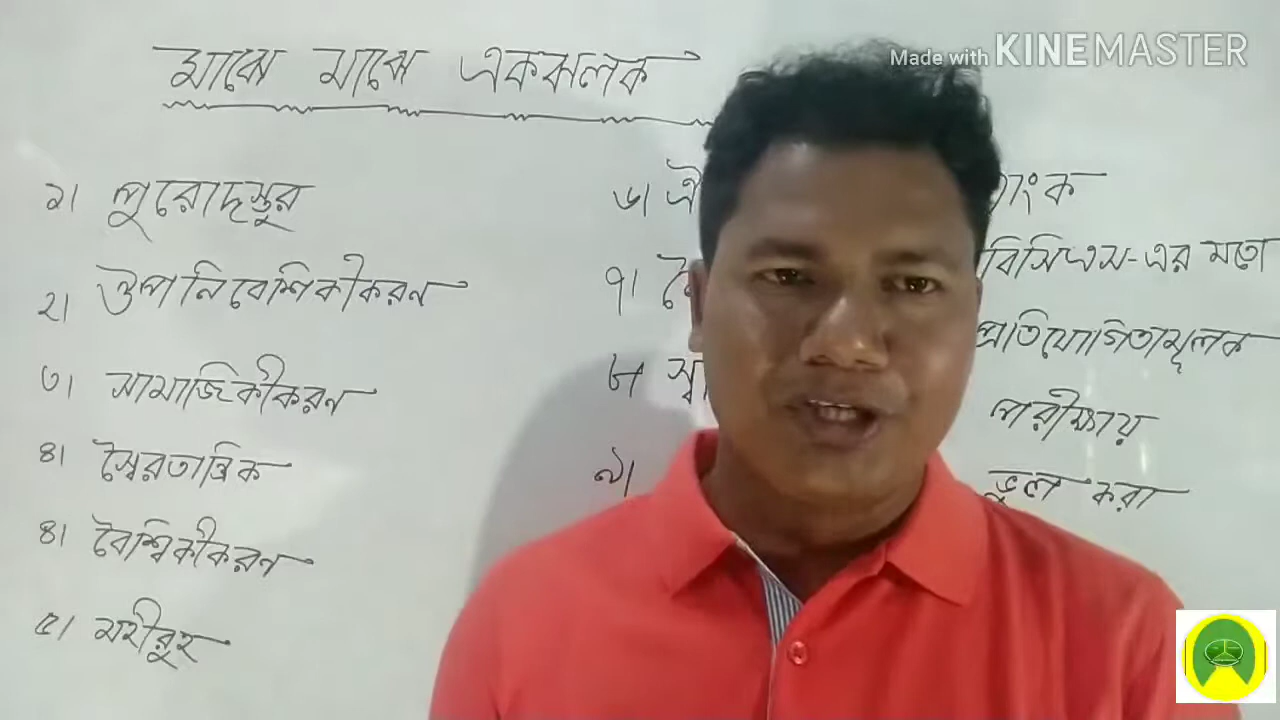 Made with KINEMASTER
মাঝে মাঝে একঝলক
১। পুরোদস্তুর
২। ঔপনিবেশিকীকরণ
৩। সামাজিকীকরণ
৪। স্বৈরতান্ত্রিক
৪। বৈশ্বিকীকরণ
৫। মহীরুহ
৬।
৭।
৮।
৯।
বিসিএস-এর মতো
প্রতিযোগিতামূলক
পরীক্ষায়
ভুল করা